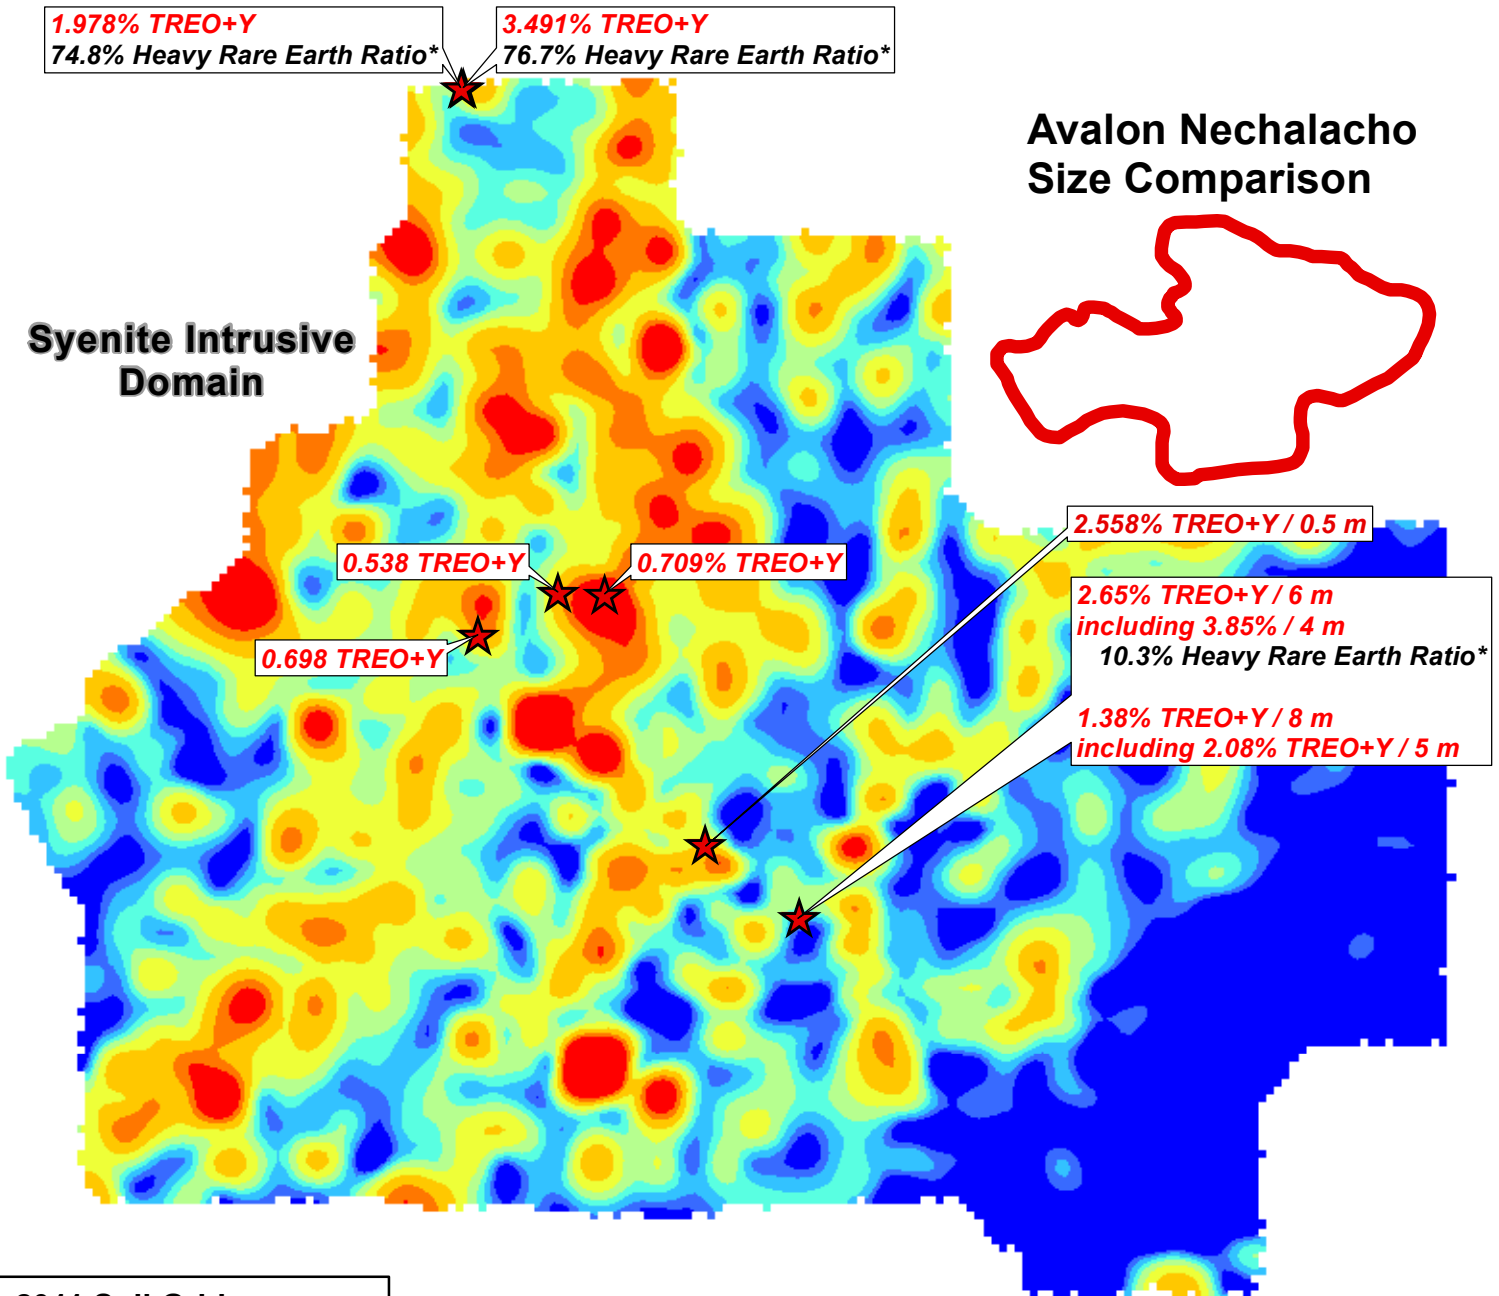 1.978% TREO+Y
74.8% Heavy Rare Earth Ratio*
3.491% TREO+Y
76.7% Heavy Rare Earth Ratio*
Avalon Nechalacho
Size Comparison
Syenite Intrusive
Domain
2.558% TREO+Y / 0.5 m
0.538 TREO+Y
0.709% TREO+Y
2.65% TREO+Y / 6 m
including 3.85% / 4 m
10.3% Heavy Rare Earth Ratio*
0.698 TREO+Y
1.38% TREO+Y / 8 m
including 2.08% TREO+Y / 5 m